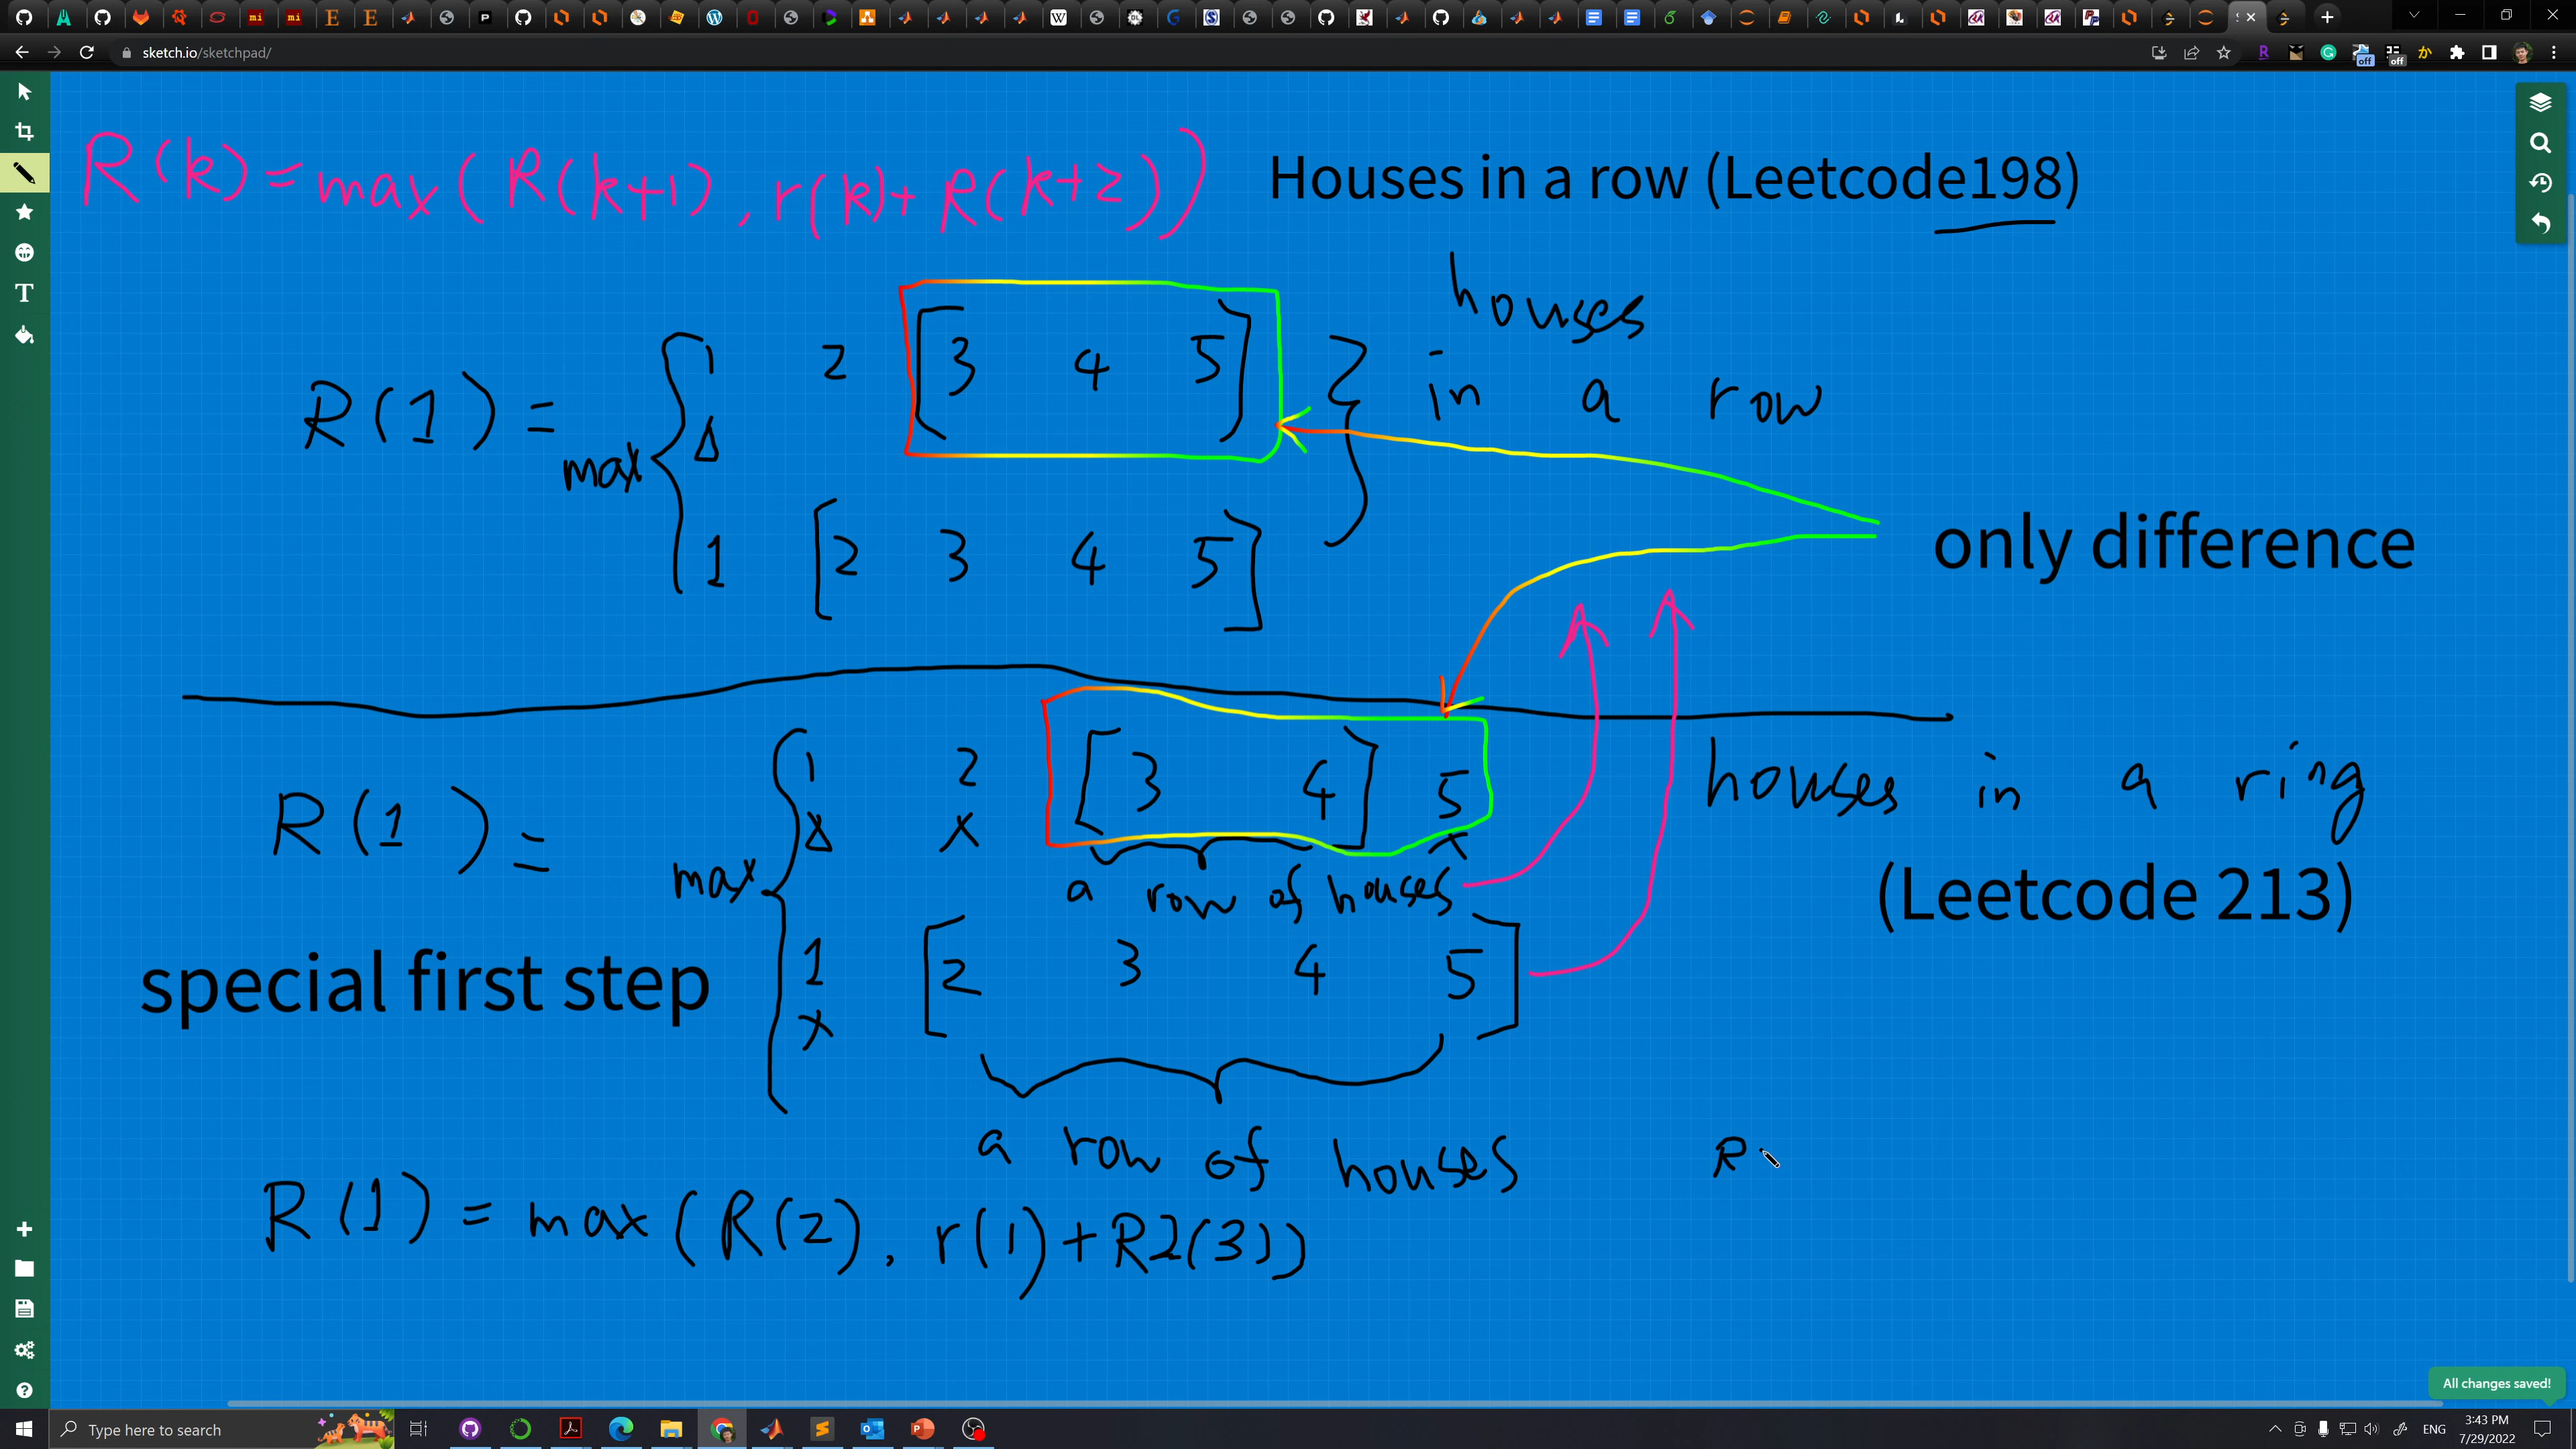 sketch.io/sketchpad/
off
off
R(k)=max(R(k+1),r(k)+R(k+2))
Houses in a row (Leetcode198)
houses
in a row
1 2 [3 4 5]
R(1)=
max
1 [2 3 4 5]
only difference
1 2 [3 4] 5
x x
houses in a ring
R(1)=
max
a row of houses
(Leetcode 213)
1 [2 3 4 5]
x
special first step
a row of houses
R
R(1)=max(R(2),r(1)+R2(3))
All changes saved!
Type here to search
ENG
3:43 PM
7/29/2022